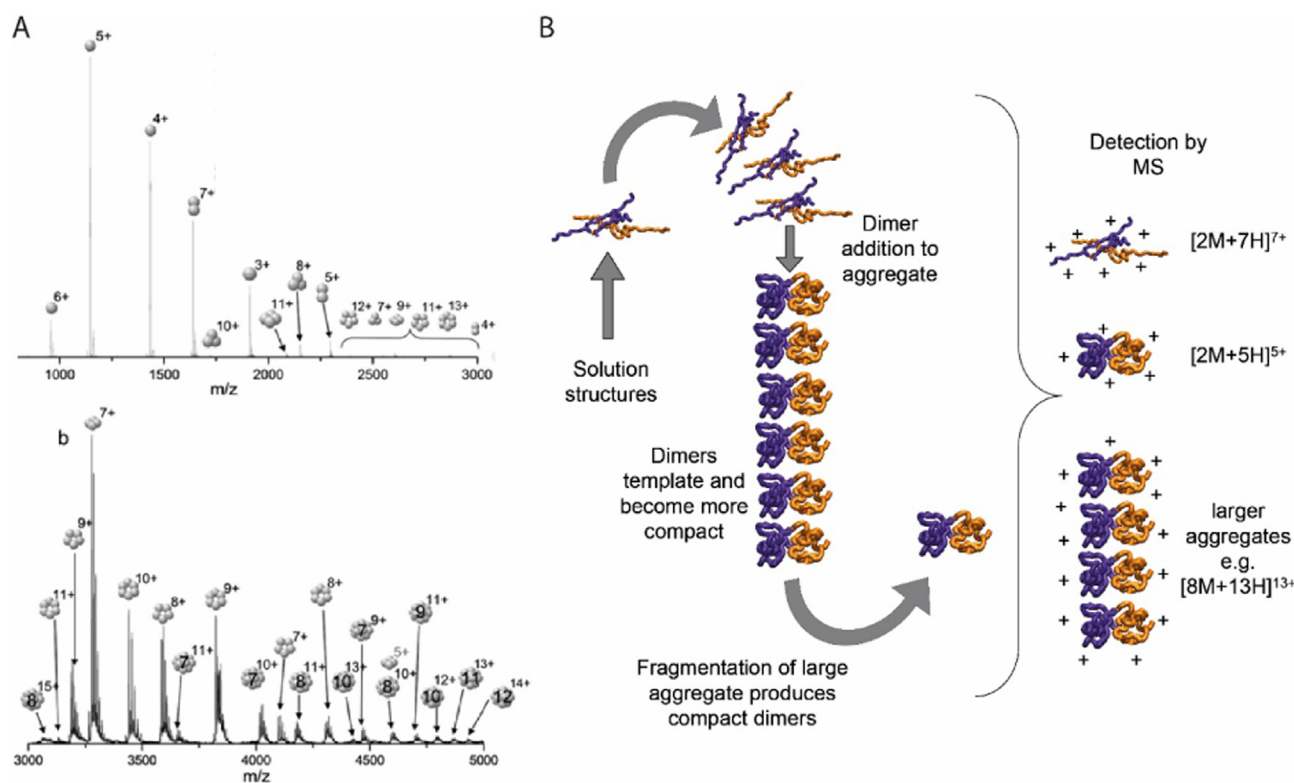 A
5+
4+
7+
6+
10+
3+
11+
8+
5+
12+ 7+ 9+ 11+ 13+ 4+
1000 1500 2000 2500 3000
m/z
b
7+
9+
11+
8 15+
10+
8+
7 11+
9+
7 10+
7+
8 11+
8+
10 13+
7 9+
5+
8 10+
9 11+
10 12+
11 13+
12 14+
3000 3500 4000 4500 5000
m/z
B
Solution
structures
Dimer
addition to
aggregate
Dimers
template and
become more
compact
Fragmentation of large
aggregate produces
compact dimers
Detection by
MS
+ + + + + + +
[2M+7H]7+
+ + + + +
[2M+5H]5+
+ + + + + + + + + + + + +
larger
aggregates
e.g.
[8M+13H]13+